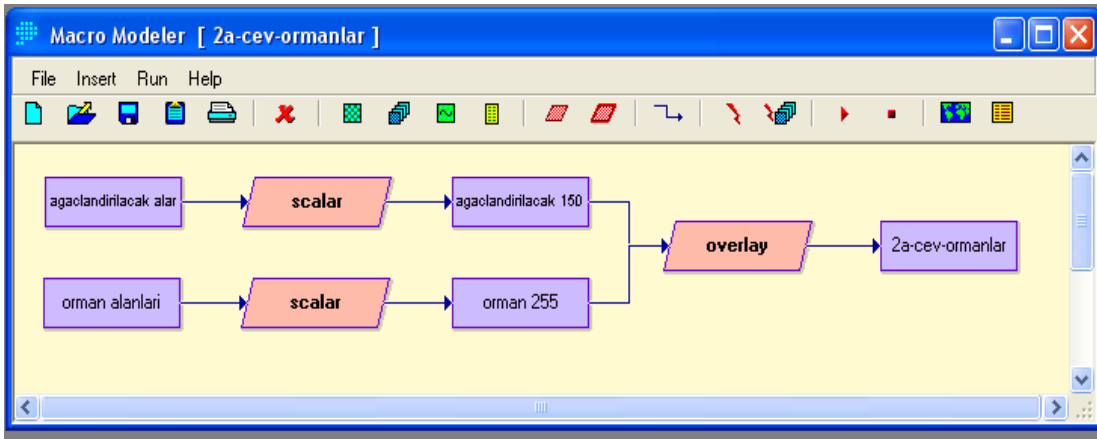 Macro Modeler [ 2a-cev-ormanlar ]
File Insert Run Help
agaclandirilacak alar
scalar
agaclandirilacak 150
overlay
2a-cev-ormanlar
orman alanlari
scalar
orman 255